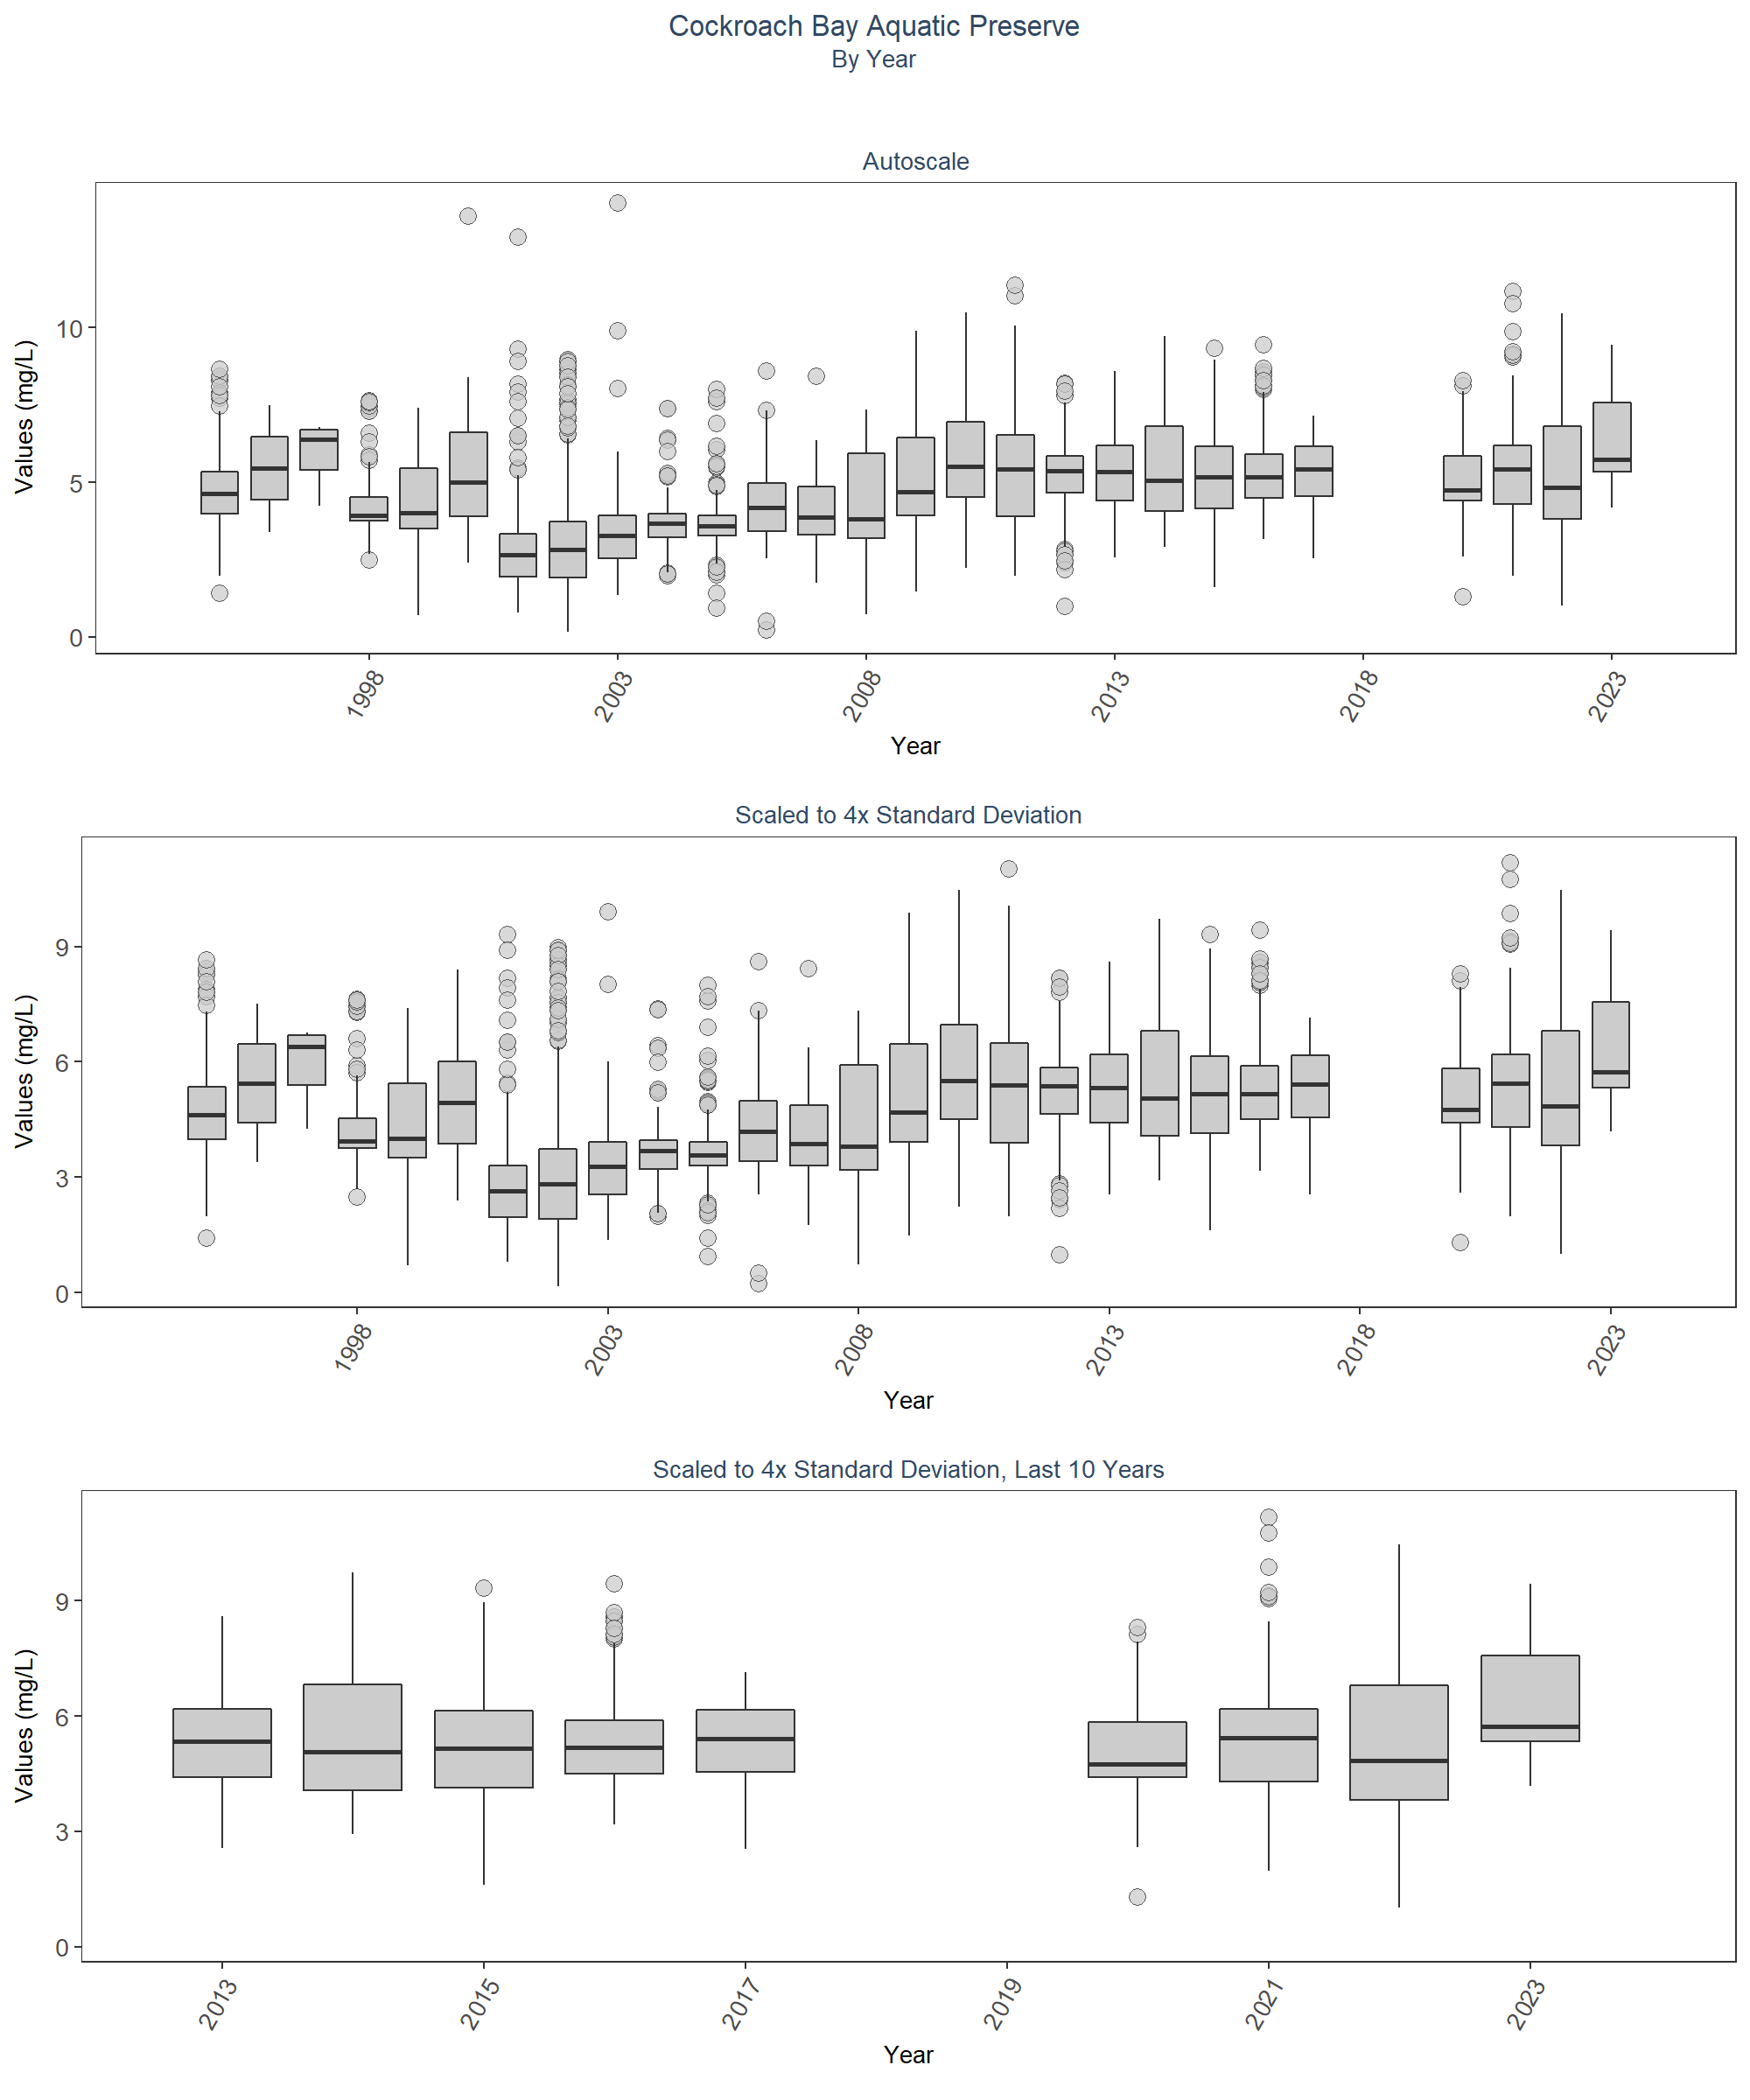 Cockroach Bay Aquatic Preserve
By Year
Autoscale
Values (mg/L)
10
5
0
1998 2003 2008 2013 2018 2023
Year
Scaled to 4x Standard Deviation
Values (mg/L)
9
6
3
0
1998 2003 2008 2013 2018 2023
Year
Scaled to 4x Standard Deviation, Last 10 Years
Values (mg/L)
9
6
3
0
2013 2015 2017 2019 2021 2023
Year